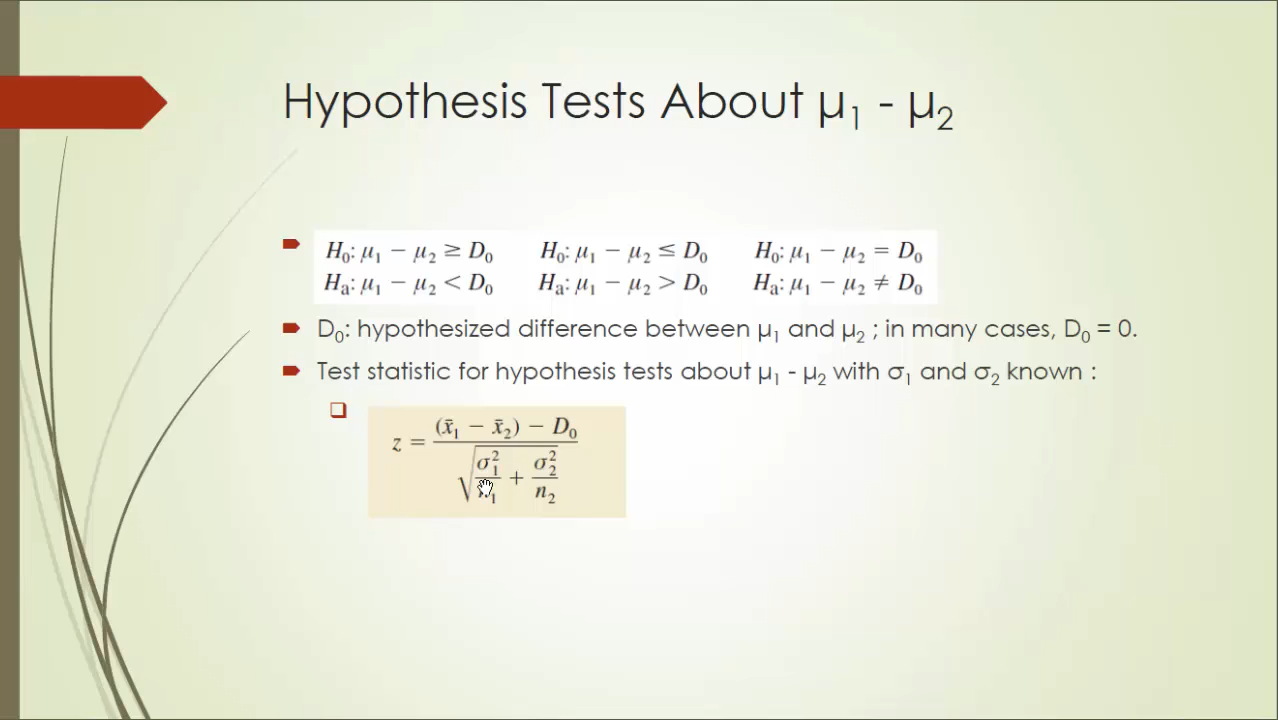 Hypothesis Tests About μ₁ - μ₂
H₀: μ₁ − μ₂ ≥ D₀ H₀: μ₁ − μ₂ ≤ D₀ H₀: μ₁ − μ₂ = D₀
Hₐ: μ₁ − μ₂ < D₀ Hₐ: μ₁ − μ₂ > D₀ Hₐ: μ₁ − μ₂ ≠ D₀
D₀: hypothesized difference between μ₁ and μ₂ ; in many cases, D₀ = 0.
Test statistic for hypothesis tests about μ₁ - μ₂ with σ₁ and σ₂ known :
(x̄₁ − x̄₂) − D₀
z =
√ σ₁² + σ₂²
₁ n₂